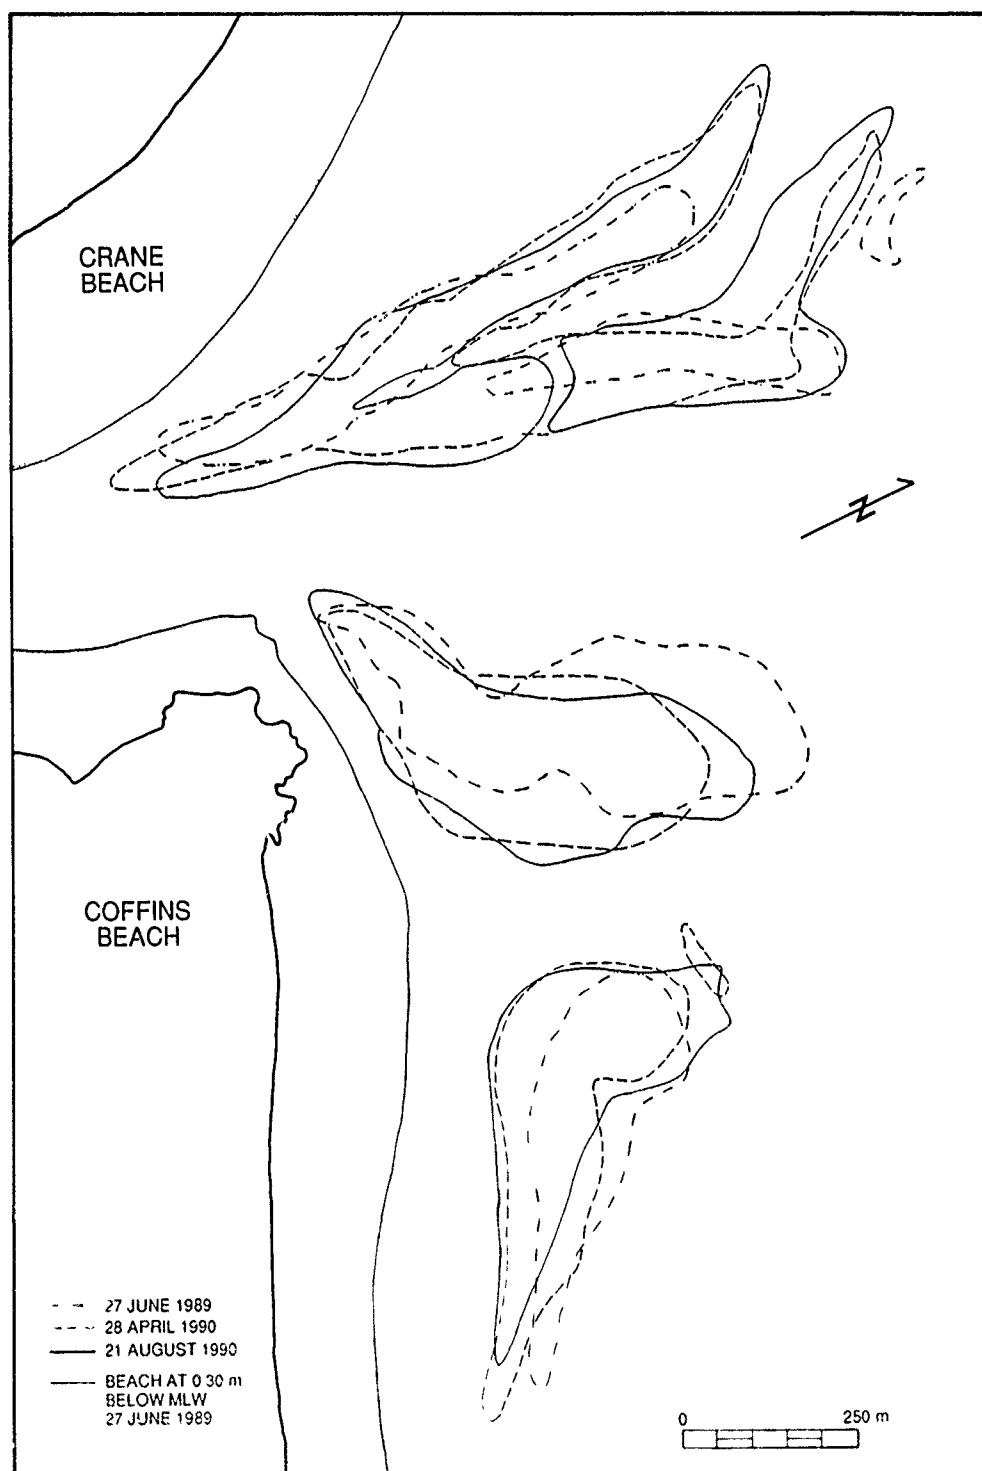 CRANE
BEACH
N
COFFINS
BEACH
27 JUNE 1989
28 APRIL 1990
21 AUGUST 1990
BEACH AT 0 30 m
BELOW MLW
27 JUNE 1989
0
250 m